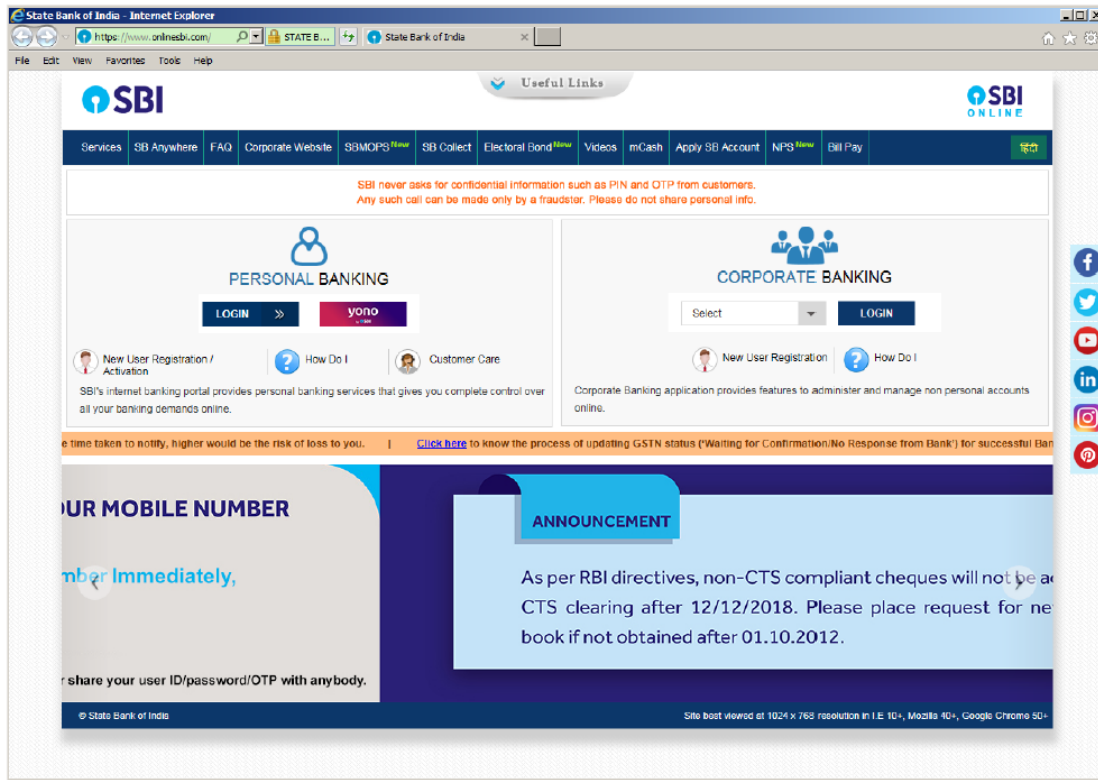 State Bank of India - Internet Explorer
https://www.onlinesbi.com/ STATE B... State Bank of India
File Edit View Favorites Tools Help
Useful Links
SBI
SBI
ONLINE
Services SB Anywhere FAQ Corporate Website SBMOPS New SB Collect Electoral Bond New Videos mCash Apply SB Account NPS New Bill Pay हिंदी
SBI never asks for confidential information such as PIN and OTP from customers.
Any such call can be made only by a fraudster. Please do not share personal info.
PERSONAL BANKING
LOGIN
yono
New User Registration /
Activation
How Do I
Customer Care
SBI's internet banking portal provides personal banking services that gives you complete control over
all your banking demands online.
CORPORATE BANKING
Select LOGIN
New User Registration
How Do I
Corporate Banking application provides features to administer and manage non personal accounts
online.
e time taken to notify, higher would be the risk of loss to you. | Click here to know the process of updating GSTN status ('Waiting for Confirmation/No Response from Bank') for successful Ban
OUR MOBILE NUMBER
mber Immediately,
r share your user ID/password/OTP with anybody.
ANNOUNCEMENT
As per RBI directives, non-CTS compliant cheques will not be a
CTS clearing after 12/12/2018. Please place request for ne
book if not obtained after 01.10.2012.
© State Bank of India
Site best viewed at 1024 x 768 resolution in I.E 10+, Mozilla 40+, Google Chrome 50+